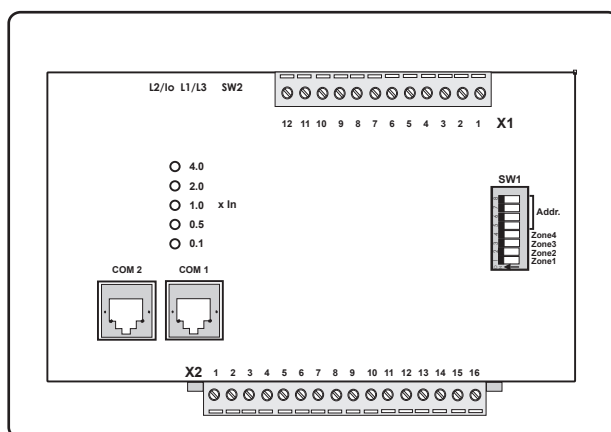 L2/Io L1/L3 SW2
12 11 10 9 8 7 6 5 4 3 2 1 X1
4.0
2.0
1.0 x In
0.5
0.1
SW1
Addr.
Zone4
Zone3
Zone2
Zone1
COM 2 COM 1
X2 1 2 3 4 5 6 7 8 9 10 11 12 13 14 15 16